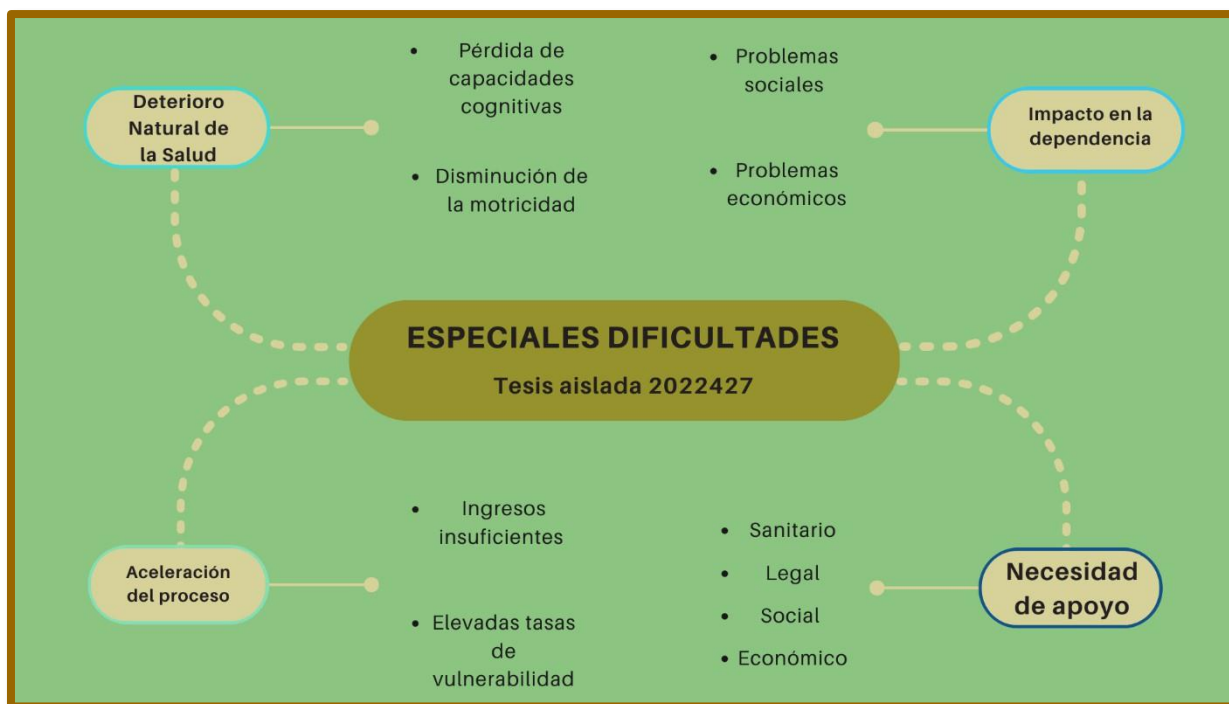 Deterioro
Natural de
la Salud
• Pérdida de
capacidades
cognitivas
• Disminución de
la motricidad
• Problemas
sociales
• Problemas
económicos
Impacto en la
dependencia
ESPECIALES DIFICULTADES
Tesis aislada 2022427
Aceleración
del proceso
• Ingresos
insuficientes
• Elevadas tasas
de
vulnerabilidad
• Sanitario
• Legal
• Social
• Económico
Necesidad
de apoyo